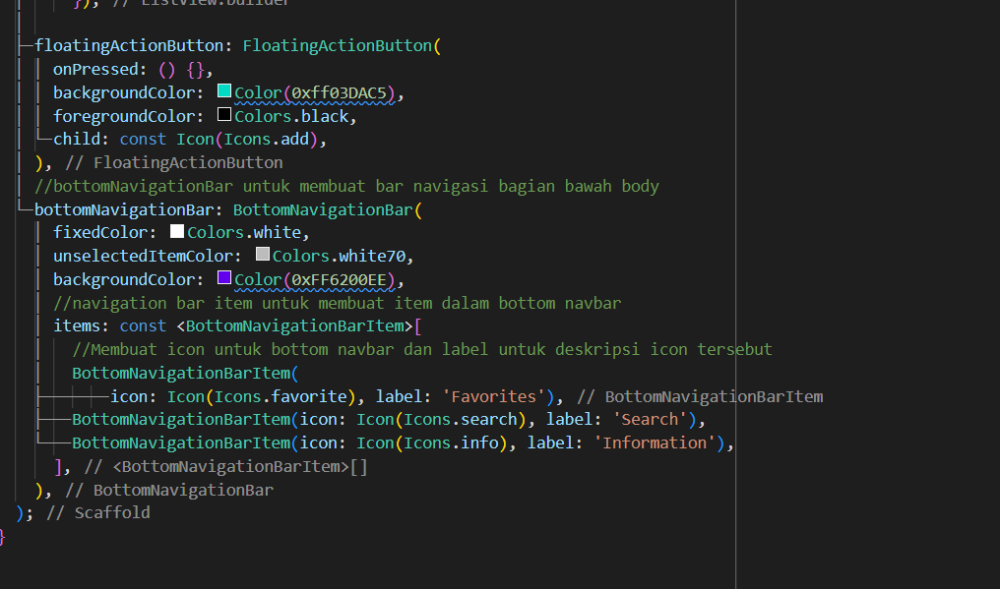 }); // ListView.builder
floatingActionButton: FloatingActionButton(
onPressed: () {},
backgroundColor: Color(0xff03DAC5),
foregroundColor: Colors.black,
child: const Icon(Icons.add),
), // FloatingActionButton
//bottomNavigationBar untuk membuat bar navigasi bagian bawah body
bottomNavigationBar: BottomNavigationBar(
fixedColor: Colors.white,
unselectedItemColor: Colors.white70,
backgroundColor: Color(0xFF6200EE),
//navigation bar item untuk membuat item dalam bottom navbar
items: const <BottomNavigationBarItem>[
//Membuat icon untuk bottom navbar dan label untuk deskripsi icon tersebut
BottomNavigationBarItem(
icon: Icon(Icons.favorite), label: 'Favorites'), // BottomNavigationBarItem
BottomNavigationBarItem(icon: Icon(Icons.search), label: 'Search'),
BottomNavigationBarItem(icon: Icon(Icons.info), label: 'Information'),
], // <BottomNavigationBarItem>[]
), // BottomNavigationBar
); // Scaffold
}